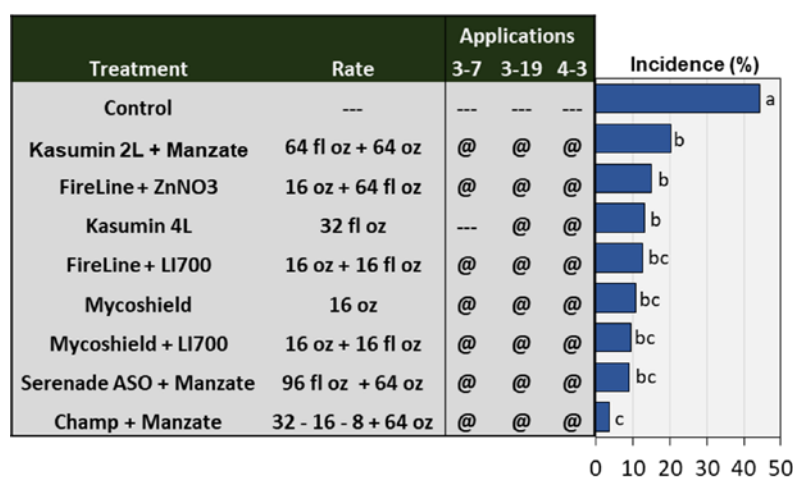 Applications
Treatment Rate 3-7 3-19 4-3 Incidence (%)
Control --- --- --- --- a
Kasumin 2L + Manzate 64 fl oz + 64 oz @ @ @ b
FireLine + ZnNO3 16 oz + 64 fl oz @ @ @ b
Kasumin 4L 32 fl oz --- @ @ b
FireLine + LI700 16 oz + 16 fl oz @ @ @ bc
Mycoshield 16 oz @ @ @ bc
Mycoshield + LI700 16 oz + 16 fl oz @ @ @ bc
Serenade ASO + Manzate 96 fl oz + 64 oz @ @ @ bc
Champ + Manzate 32 - 16 - 8 + 64 oz @ @ @ c
0 10 20 30 40 50